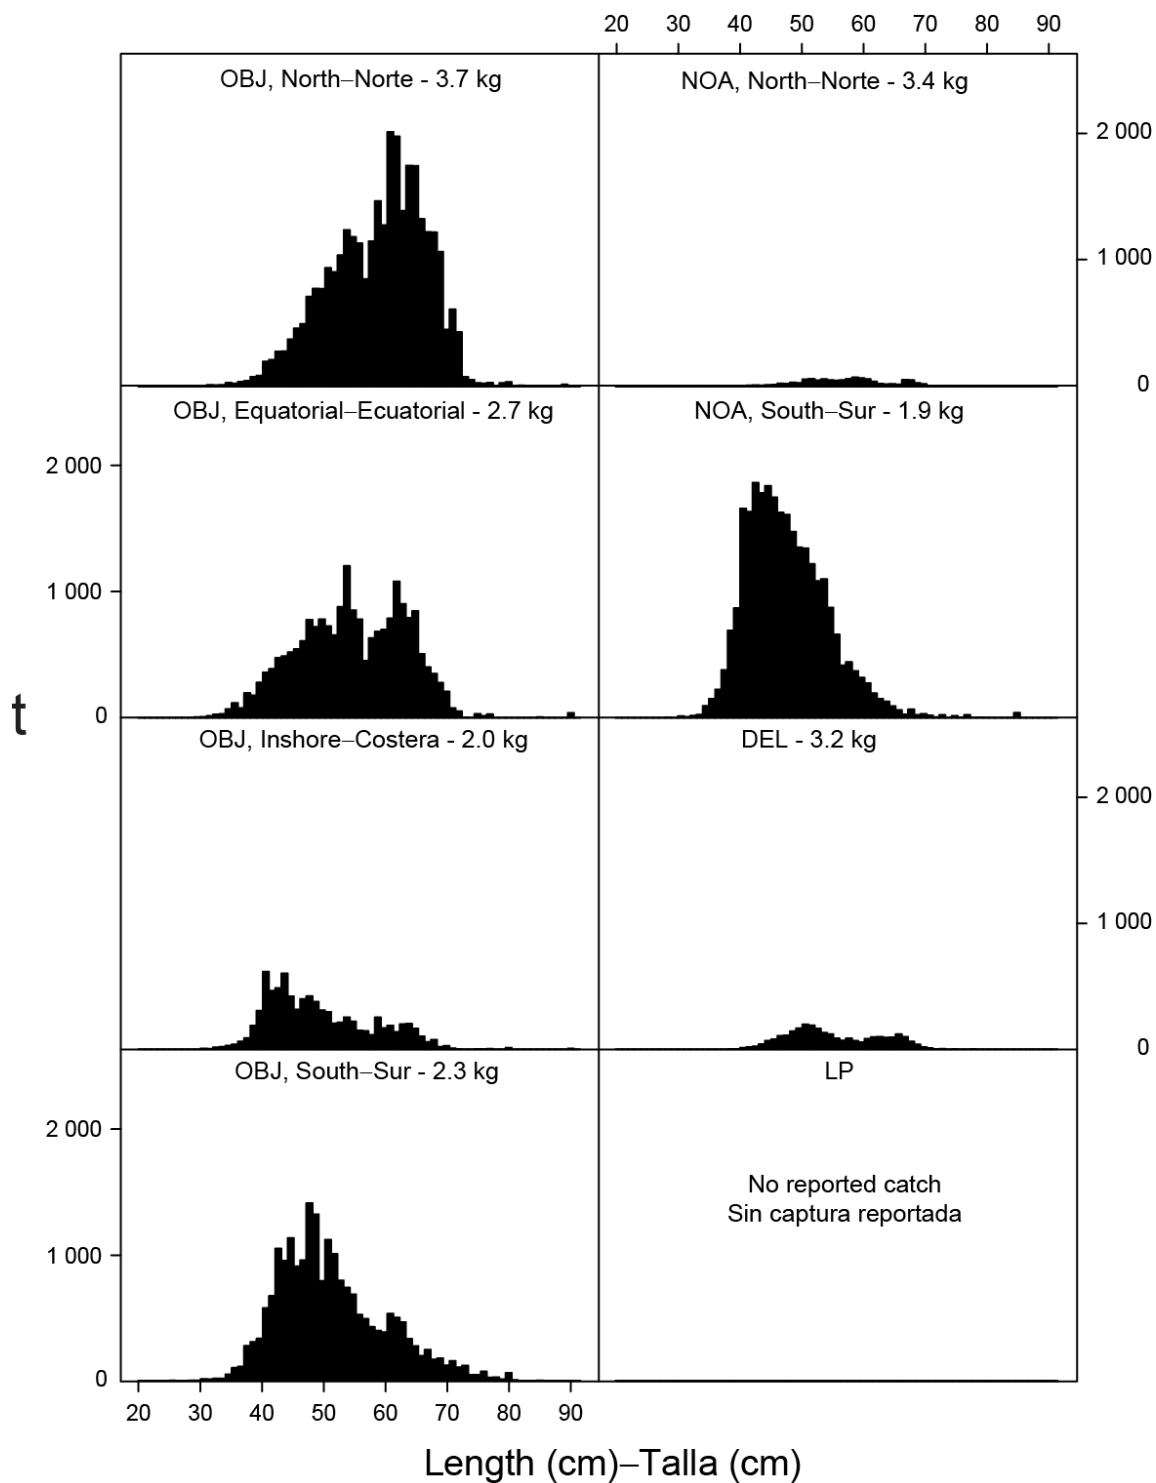 20 30 40 50 60 70 80 90
OBJ, North–Norte - 3.7 kg
NOA, North–Norte - 3.4 kg
2 000
1 000
0
OBJ, Equatorial–Ecuatorial - 2.7 kg
NOA, South–Sur - 1.9 kg
2 000
1 000
0
t
OBJ, Inshore–Costera - 2.0 kg
DEL - 3.2 kg
2 000
1 000
0
OBJ, South–Sur - 2.3 kg
LP
2 000
1 000
0
No reported catch
Sin captura reportada
20 30 40 50 60 70 80 90
Length (cm)–Talla (cm)